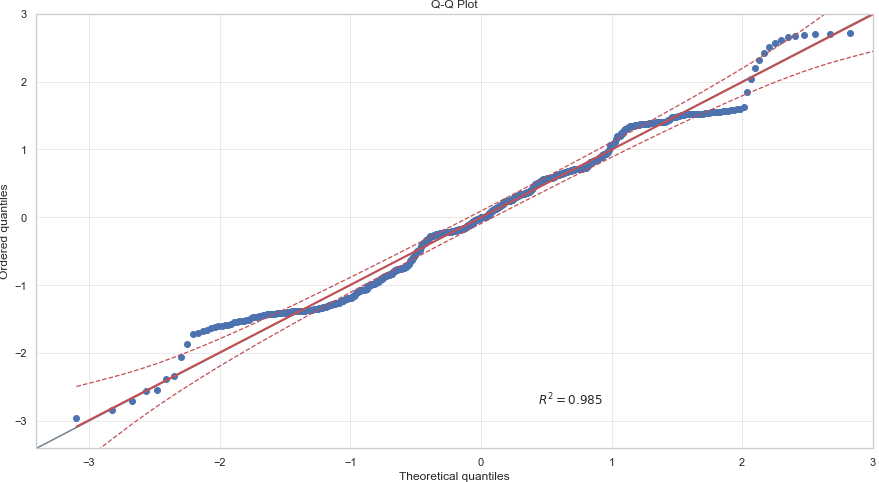 Q-Q Plot
3
2
1
0
−1
−2
−3
Ordered quantiles
R² = 0.985
−3 −2 −1 0 1 2 3
Theoretical quantiles